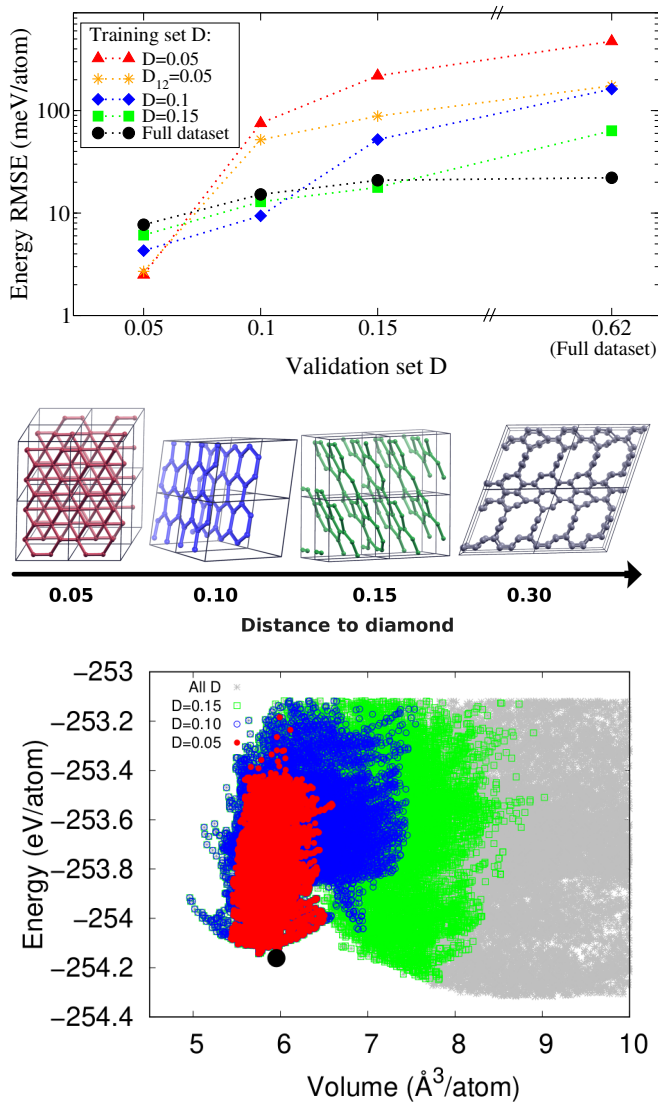 Training set D:
D=0.05
D₁₂=0.05
D=0.1
D=0.15
Full dataset
Energy RMSE (meV/atom)
100
10
1
0.05
0.1
0.15
0.62
(Full dataset)
//
//
Validation set D
0.05
0.10
0.15
0.30
Distance to diamond
All D
D=0.15
D=0.10
D=0.05
Energy (eV/atom)
−253
−253.2
−253.4
−253.6
−253.8
−254
−254.2
−254.4
5
6
7
8
9
10
Volume (Å³/atom)